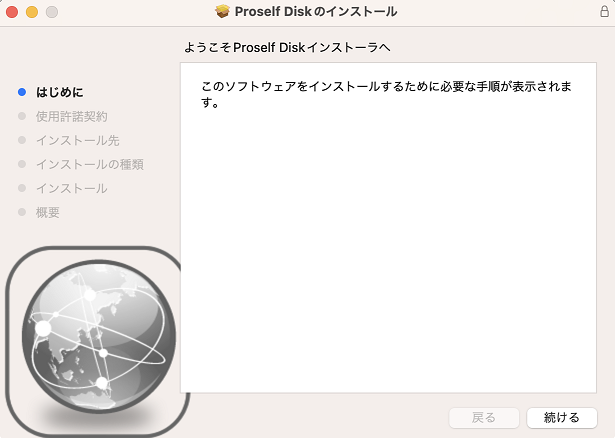 Proself Diskのインストール
ようこそProself Diskインストーラへ
はじめに
使用許諾契約
インストール先
インストールの種類
インストール
概要
このソフトウェアをインストールするために必要な手順が表示されま
す。
戻る
続ける